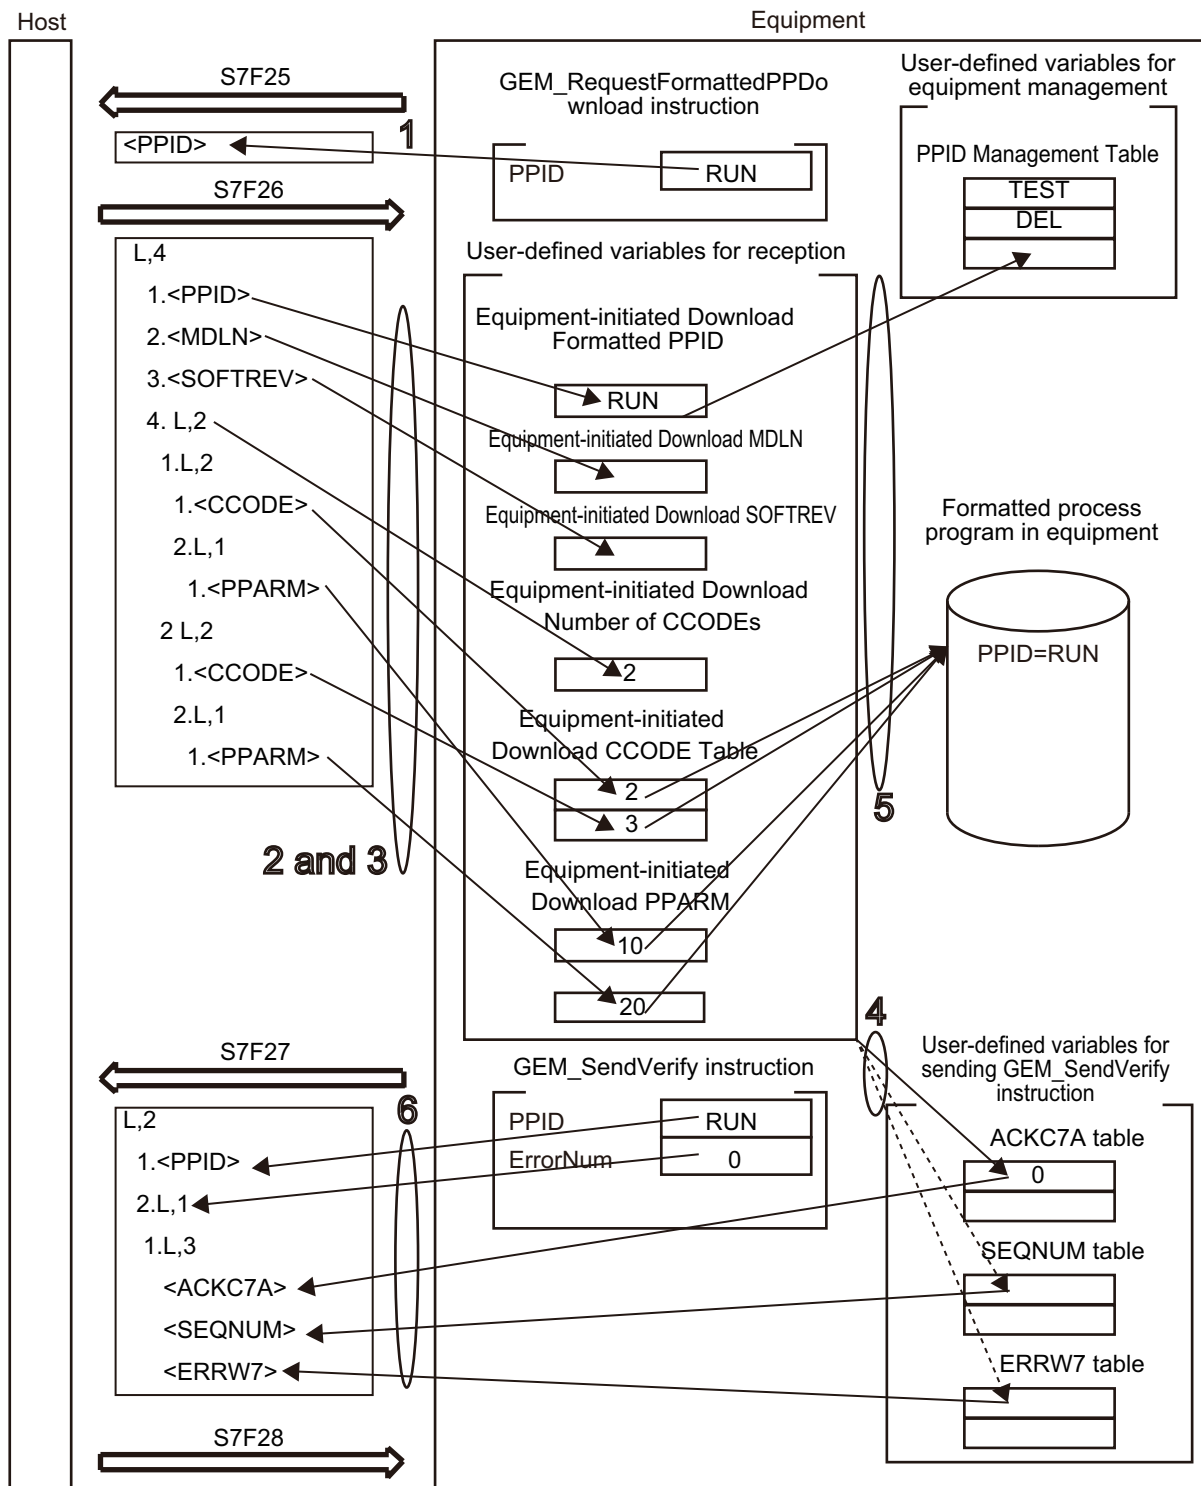 Host
Equipment
S7F25
1
<PPID>
S7F26
L,4
1.<PPID>
2.<MDLN>
3.<SOFTREV>
4. L,2
1.L,2
1.<CCODE>
2.L,1
1.<PPARM>
2 L,2
1.<CCODE>
2.L,1
1.<PPARM>
2 and 3
GEM_RequestFormattedPPDo
wnload instruction
PPID
RUN
User-defined variables for reception
Equipment-initiated Download
Formatted PPID
RUN
Equipment-initiated Download MDLN
Equipment-initiated Download SOFTREV
Equipment-initiated Download
Number of CCODEs
2
Equipment-initiated
Download CCODE Table
2
3
Equipment-initiated
Download PPARM
10
20
User-defined variables for
equipment management
PPID Management Table
TEST
DEL
Formatted process
program in equipment
PPID=RUN
5
4
S7F27
6
L,2
1.<PPID>
2.L,1
1.L,3
<ACKC7A>
<SEQNUM>
<ERRW7>
S7F28
GEM_SendVerify instruction
PPID
RUN
ErrorNum
0
User-defined variables for
sending GEM_SendVerify
instruction
ACKC7A table
0
SEQNUM table
ERRW7 table